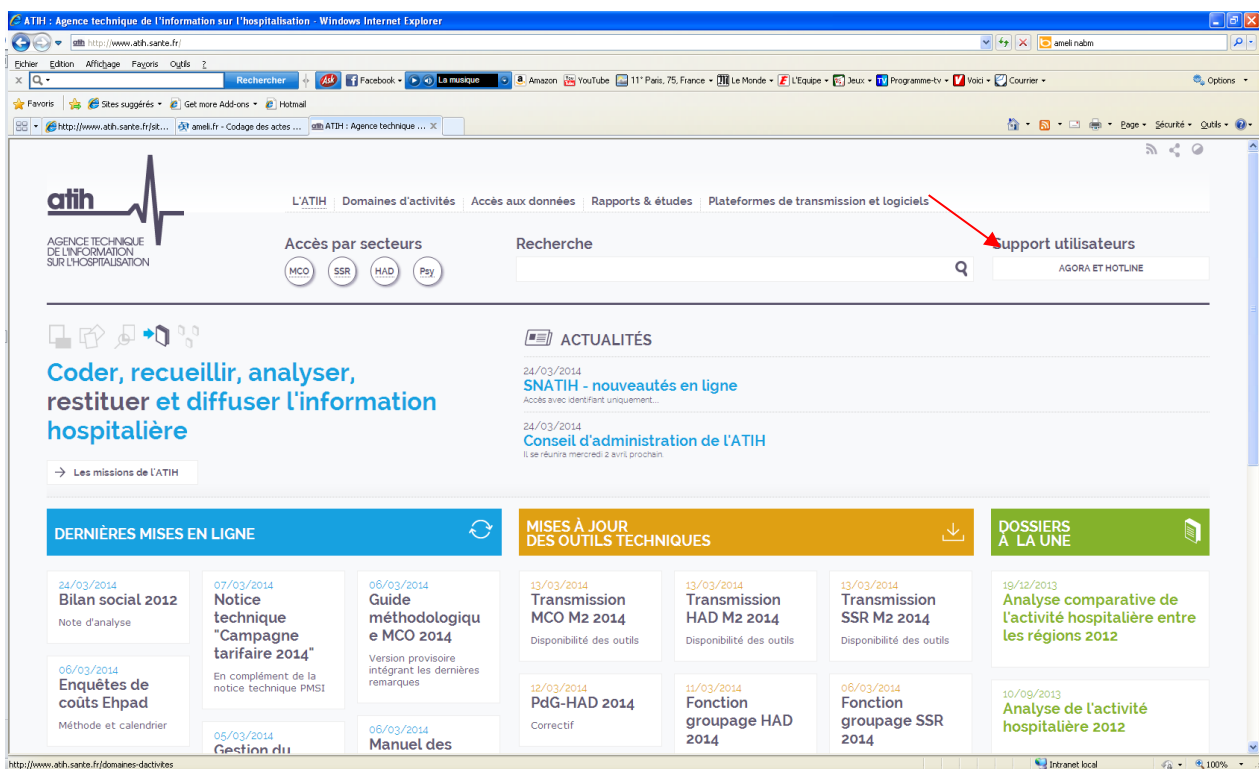 ATIH : Agence technique de l'information sur l'hospitalisation - Windows Internet Explorer
http://www.atih.sante.fr/
ameli nabm
Fichier Edition Affichage Favoris Outils ?
Rechercher Ask Facebook La musique Amazon YouTube 11° Paris, 75, France Le Monde L'Equipe Jeux Programme-tv Voici Courrier Options
Favoris Sites suggérés Get more Add-ons Hotmail
http://www.atih.sante.fr/sit... ameli.fr - Codage des actes ... ATIH : Agence technique ... X
Page Sécurité Outils
atih
AGENCE TECHNIQUE
DE L'INFORMATION
SUR L'HOSPITALISATION
L'ATIH Domaines d'activités Accès aux données Rapports & études Plateformes de transmission et logiciels
Accès par secteurs
MCO SSR HAD Psy
Recherche
Support utilisateurs
AGORA ET HOTLINE
Coder, recueillir, analyser,
restituer et diffuser l'information
hospitalière
→ Les missions de l'ATIH
ACTUALITÉS
24/03/2014
SNATIH - nouveautés en ligne
Accès avec identifiant uniquement...
24/03/2014
Conseil d'administration de l'ATIH
Il se réunira mercredi 2 avril prochain.
DERNIÈRES MISES EN LIGNE
24/03/2014
Bilan social 2012
Note d'analyse
06/03/2014
Enquêtes de
coûts Ehpad
Méthode et calendrier
07/03/2014
Notice
technique
"Campagne
tarifaire 2014"
En complément de la
notice technique PMSI
05/03/2014
Gestion du
06/03/2014
Guide
méthodologiqu
e MCO 2014
Version provisoire
intégrant les dernières
remarques
06/03/2014
Manuel des
MISES À JOUR
DES OUTILS TECHNIQUES
13/03/2014
Transmission
MCO M2 2014
Disponibilité des outils
12/03/2014
PdG-HAD 2014
Correctif
13/03/2014
Transmission
HAD M2 2014
Disponibilité des outils
11/03/2014
Fonction
groupage HAD
2014
13/03/2014
Transmission
SSR M2 2014
Disponibilité des outils
06/03/2014
Fonction
groupage SSR
2014
DOSSIERS
À LA UNE
19/12/2013
Analyse comparative de
l'activité hospitalière entre
les régions 2012
10/09/2013
Analyse de l'activité
hospitalière 2012
http://www.atih.sante.fr/domaines-dactivites
Intranet local
100%